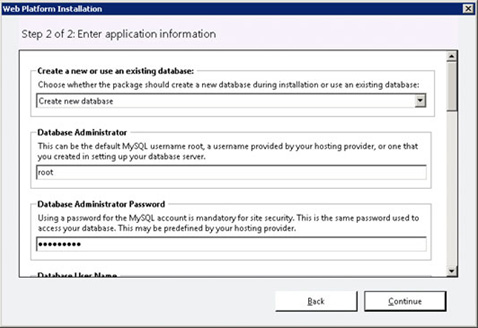 Web Platform Installation
Step 2 of 2: Enter application information
Create a new or use an existing database:
Choose whether the package should create a new database during installation or use an existing database:
Create new database
Database Administrator
This can be the default MySQL username root, a username provided by your hosting provider, or one that
you created in setting up your database server.
root
Database Administrator Password
Using a password for the MySQL account is mandatory for site security. This is the same password used to
access your database. This may be predefined by your hosting provider.
•••••••••
Database User Name
Back
Continue